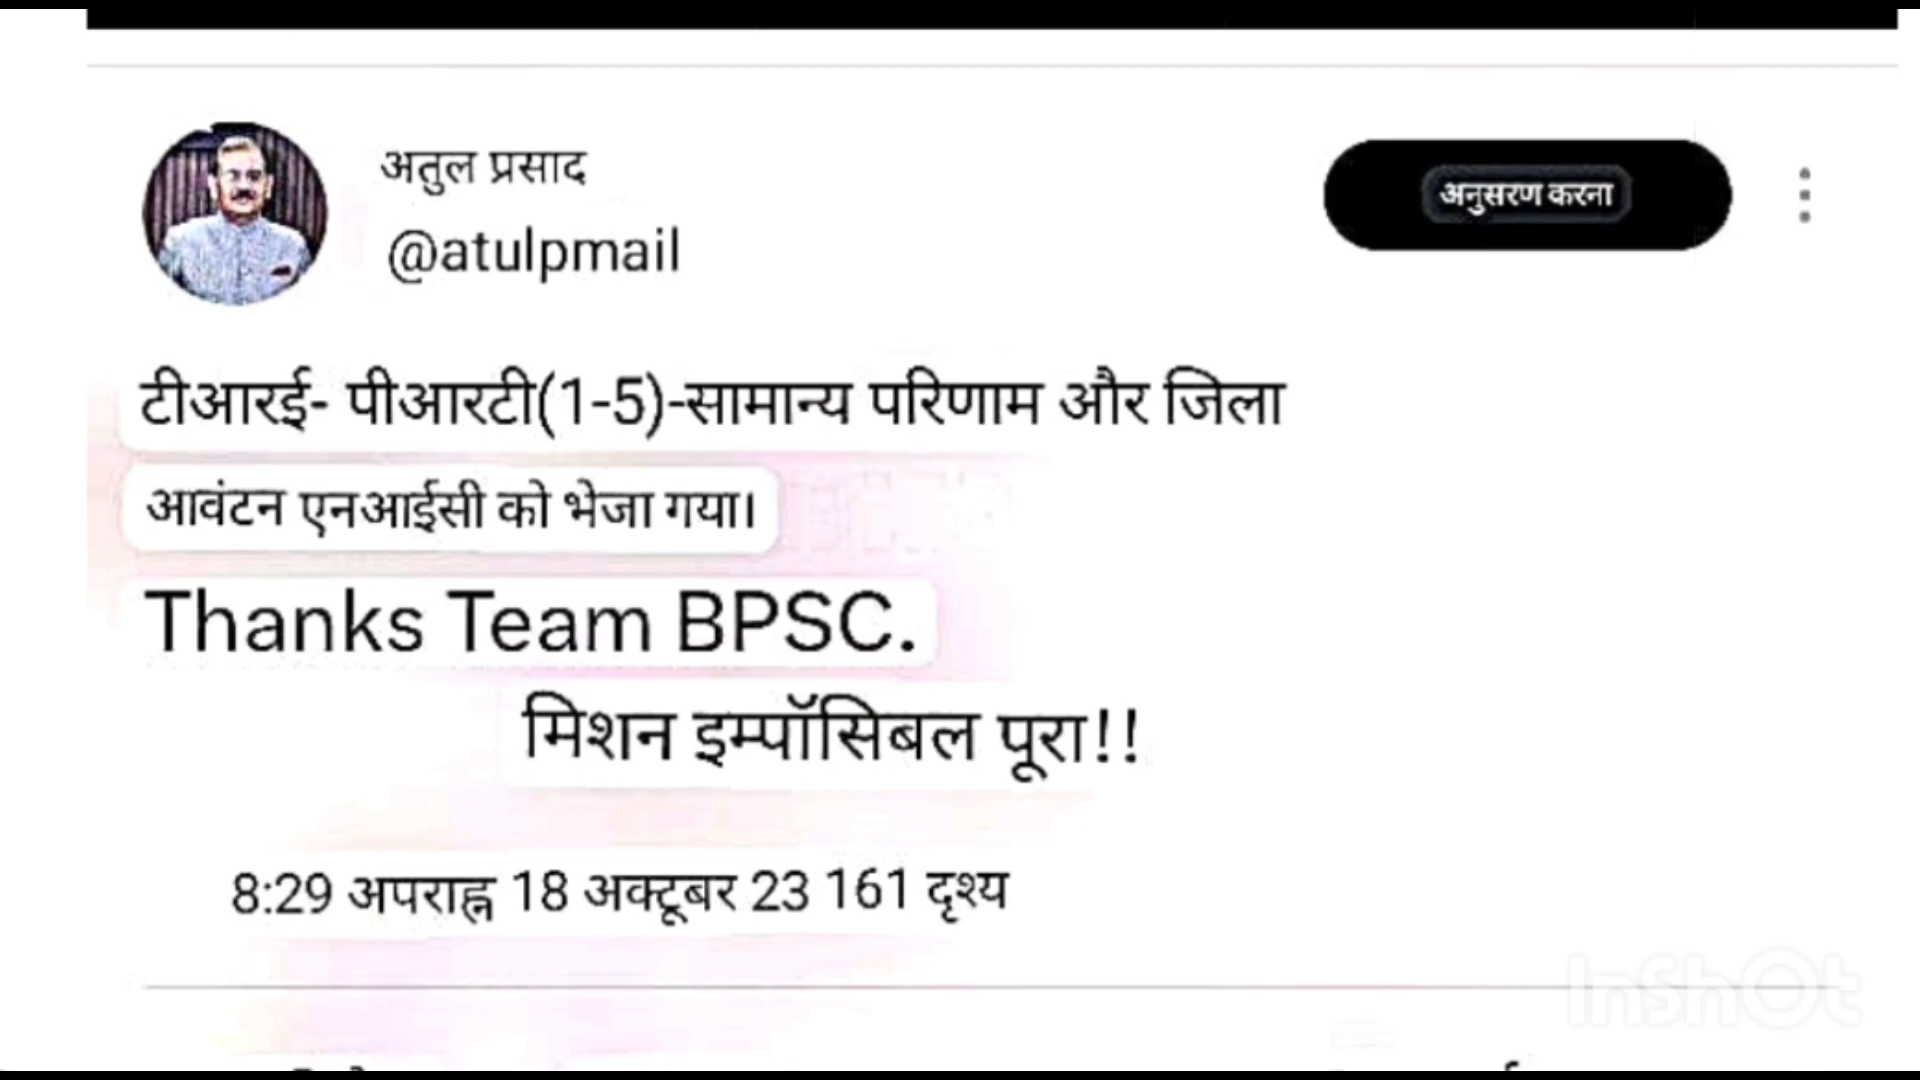 अतुल प्रसाद
@atulpmail
अनुसरण करना
टीआरई- पीआरटी(1-5)-सामान्य परिणाम और जिला
आवंटन एनआईसी को भेजा गया।
Thanks Team BPSC.
मिशन इम्पॉसिबल पूरा!!
8:29 अपराह्न 18 अक्टूबर 23 161 दृश्य
InShOt